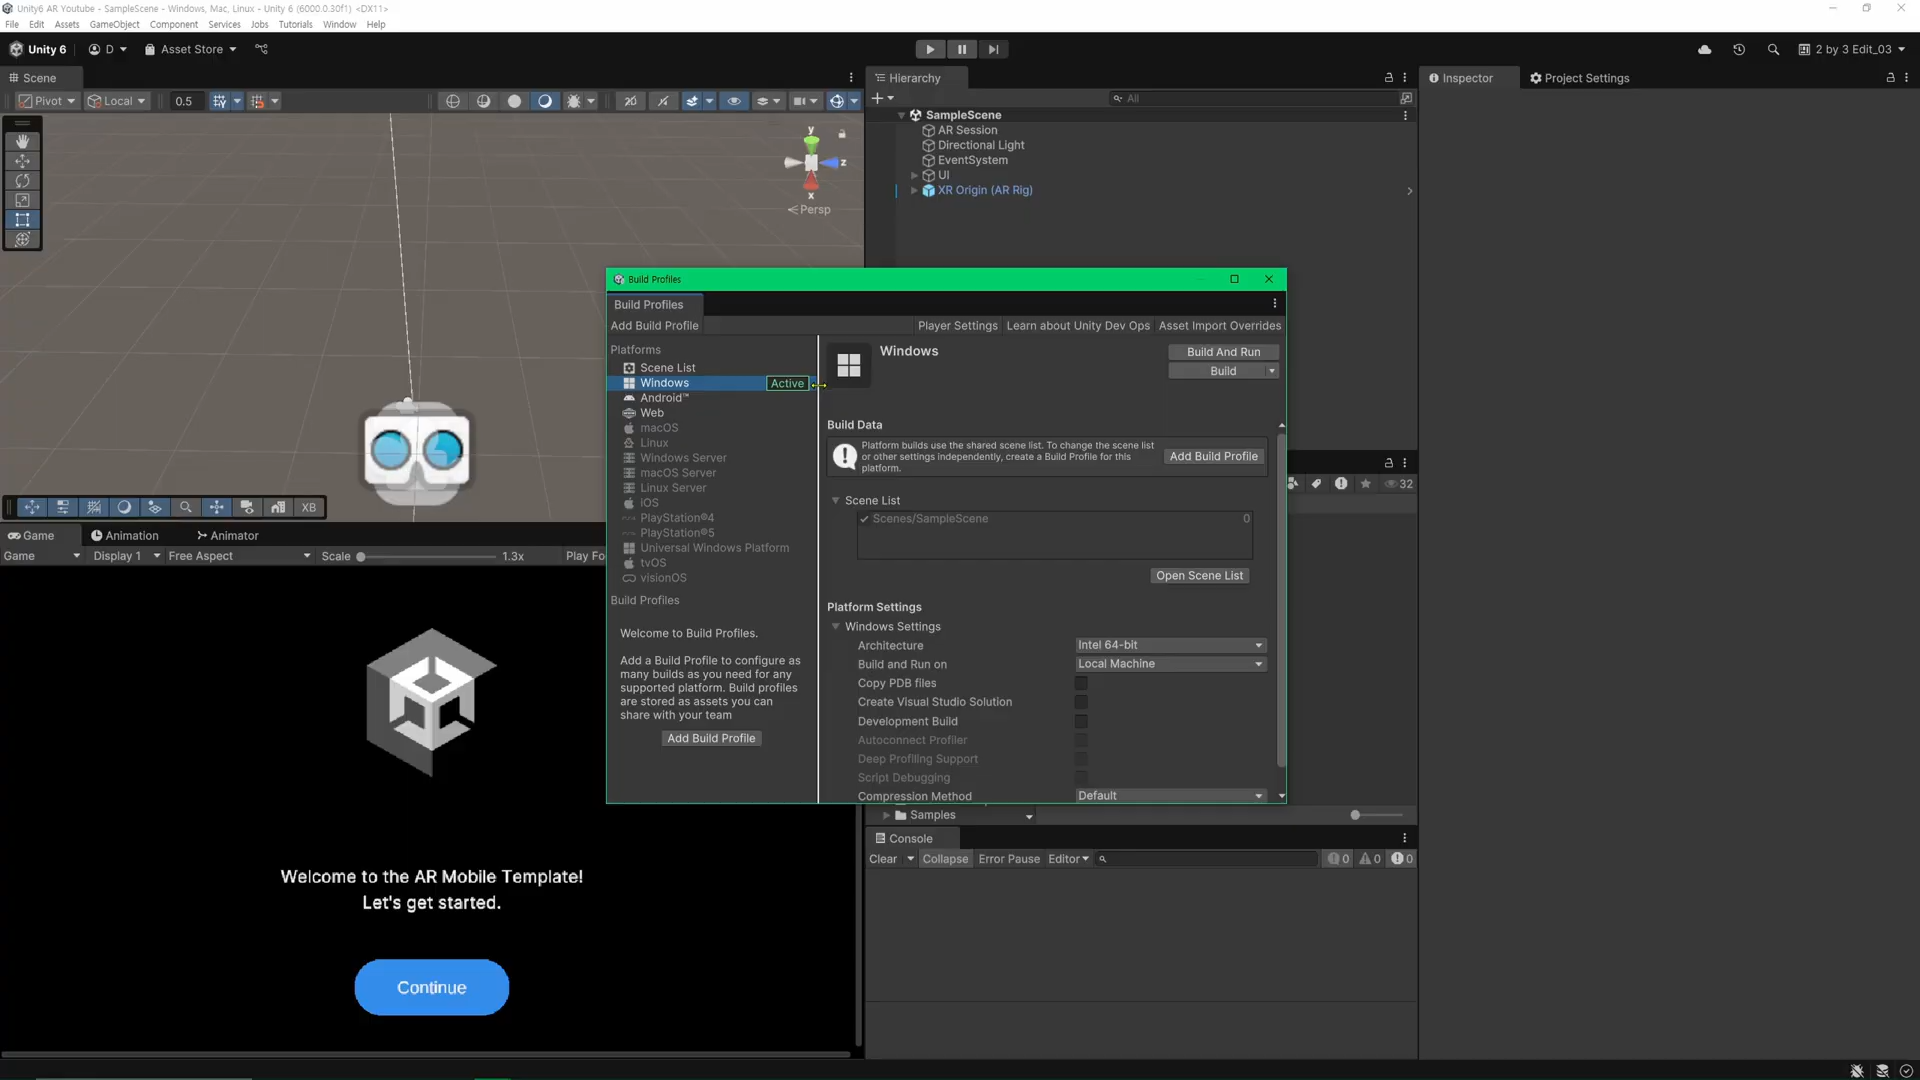 Unity6 AR Youtube - SampleScene - Windows, Mac, Linux - Unity 6 (6000.0.30f1) <DX11>
File Edit Assets GameObject Component Services Jobs Tutorials Window Help
Unity 6 D Asset Store 2 by 3 Edit_03
Scene
Pivot Local 0.5
y
z
x
Persp
XB
Hierarchy
All
SampleScene
AR Session
Directional Light
EventSystem
UI
XR Origin (AR Rig)
Inspector Project Settings
Build Profiles
Build Profiles
Add Build Profile Player Settings Learn about Unity Dev Ops Asset Import Overrides
Platforms
Scene List
Windows Active
Android™
Web
macOS
Linux
Windows Server
macOS Server
Linux Server
iOS
PlayStation®4
PlayStation®5
Universal Windows Platform
tvOS
visionOS
Build Profiles
Welcome to Build Profiles.
Add a Build Profile to configure as
many builds as you need for any
supported platform. Build profiles
are stored as assets you can
share with your team
Add Build Profile
Windows
Build And Run
Build
Build Data
Platform builds use the shared scene list. To change the scene list
or other settings independently, create a Build Profile for this
platform.
Add Build Profile
Scene List
Scenes/SampleScene 0
Open Scene List
Platform Settings
Windows Settings
Architecture Intel 64-bit
Build and Run on Local Machine
Copy PDB files
Create Visual Studio Solution
Development Build
Autoconnect Profiler
Deep Profiling Support
Script Debugging
Compression Method Default
32
Samples
Game Animation Animator
Game Display 1 Free Aspect Scale 1.3x Play Fo
Welcome to the AR Mobile Template!
Let's get started.
Continue
Console
Clear Collapse Error Pause Editor 0 0 0